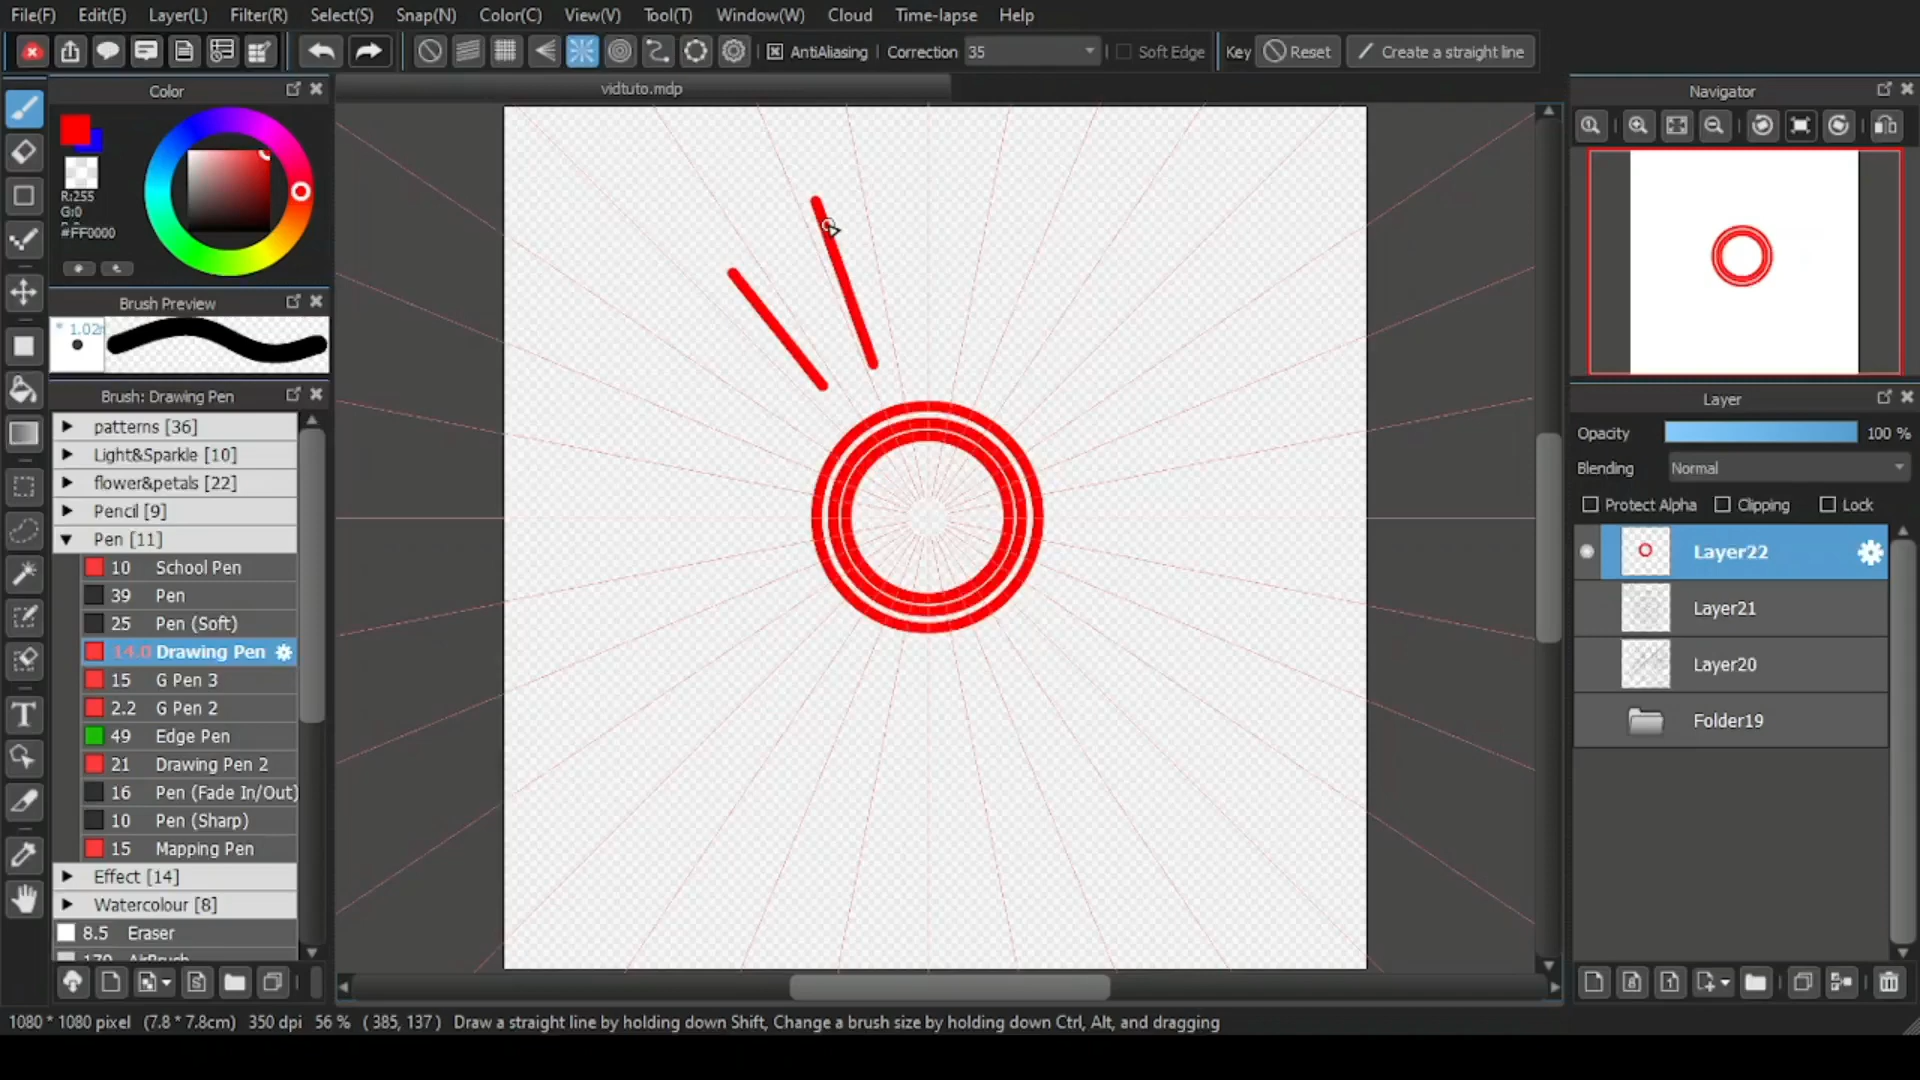 File(F) Edit(E) Layer(L) Filter(R) Select(S) Snap(N) Color(C) View(V) Tool(T) Window(W) Cloud Time-lapse Help
AntiAliasing Correction 35 Soft Edge Key Reset Create a straight line
vidtuto.mdp
Color
R:255
G:0
#FF0000
Brush Preview
* 1.02
Brush: Drawing Pen
patterns [36]
Light&Sparkle [10]
flower&petals [22]
Pencil [9]
Pen [11]
10 School Pen
39 Pen
25 Pen (Soft)
14.0 Drawing Pen
15 G Pen 3
2.2 G Pen 2
49 Edge Pen
21 Drawing Pen 2
16 Pen (Fade In/Out)
10 Pen (Sharp)
15 Mapping Pen
Effect [14]
Watercolour [8]
8.5 Eraser
170 AirBrush
Navigator
Layer
Opacity 100 %
Blending Normal
Protect Alpha Clipping Lock
Layer22
Layer21
Layer20
Folder19
1080 * 1080 pixel (7.8 * 7.8cm) 350 dpi 56 % ( 385, 137 ) Draw a straight line by holding down Shift, Change a brush size by holding down Ctrl, Alt, and dragging